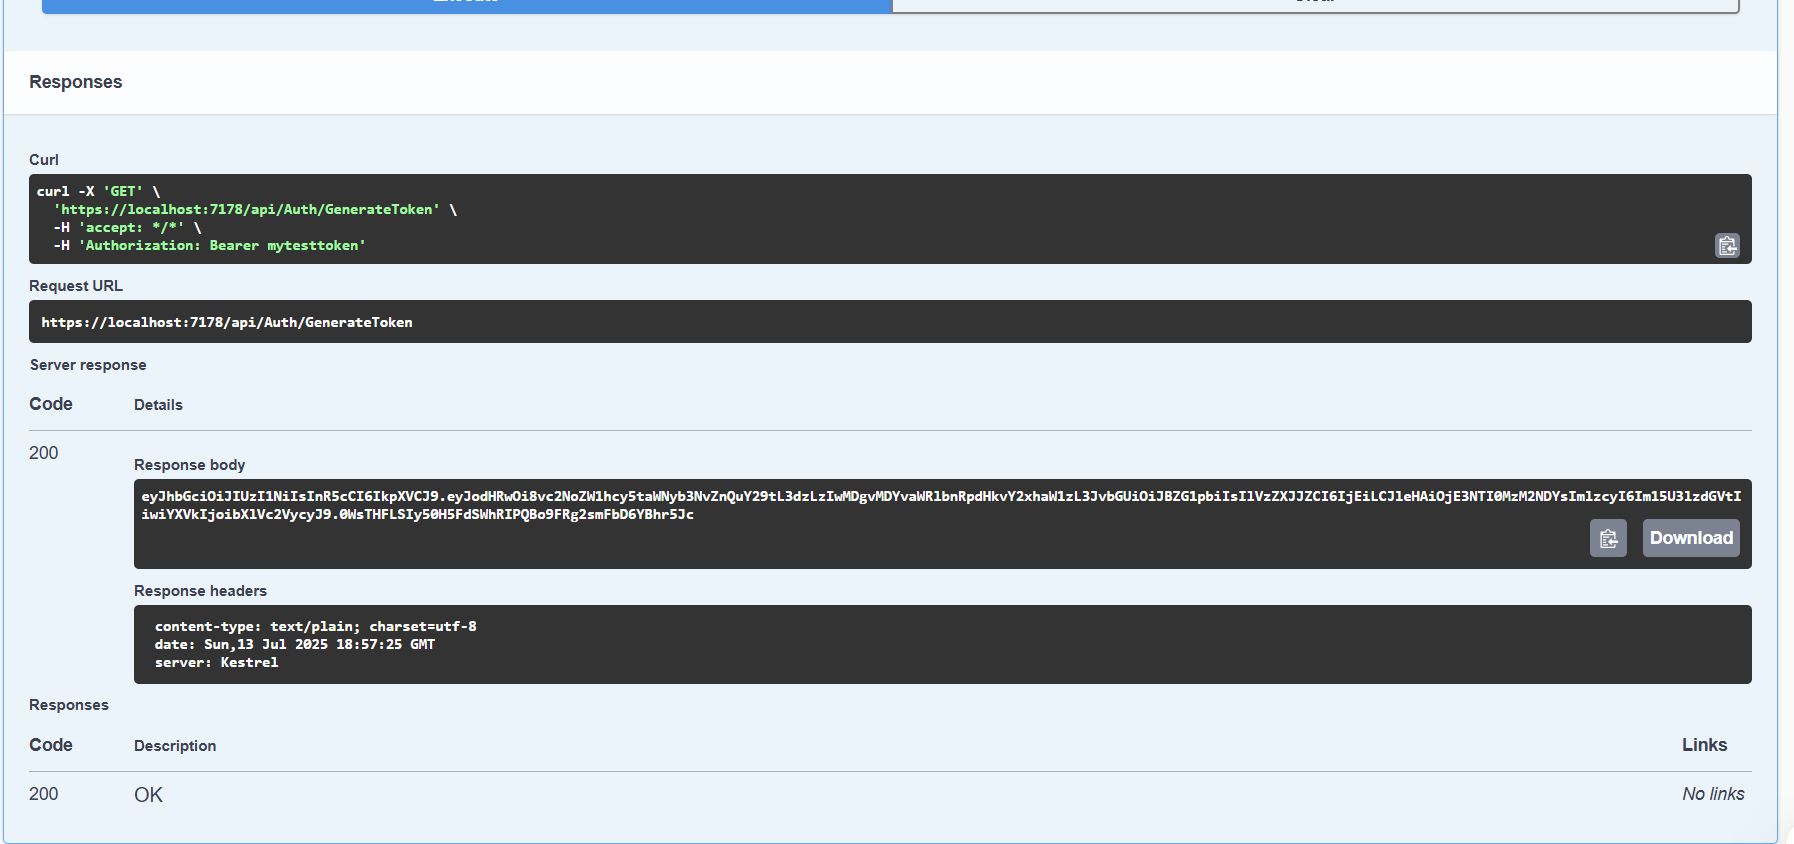 Responses
Curl
curl -X 'GET' \
'https://localhost:7178/api/Auth/GenerateToken' \
-H 'accept: */*' \
-H 'Authorization: Bearer mytesttoken'
Request URL
https://localhost:7178/api/Auth/GenerateToken
Server response
Code Details
200
Response body
eyJhbGciOiJIUzI1NiIsInR5cCI6IkpXVCJ9.eyJodHRwOi8vc2NoZW1hcy5taWNyb3NvZnQuY29tL3dzLzIwMDgvMDYvaWRlbnRpdHkvY2xhaW1zL3JvbGUiOiJBZG1pbiIsIlVzZXJJZCI6IjEiLCJleHAiOjE3NTI0MzM2NDYsImlzcyI6Im15U3lzdGVtI
iwiYXVkIjoibXlVc2VycyJ9.0WsTHFLSIy50H5FdSWhRIPQBo9FRg2smFbD6YBhr5Jc
Download
Response headers
content-type: text/plain; charset=utf-8
date: Sun,13 Jul 2025 18:57:25 GMT
server: Kestrel
Responses
Code Description Links
200 OK No links